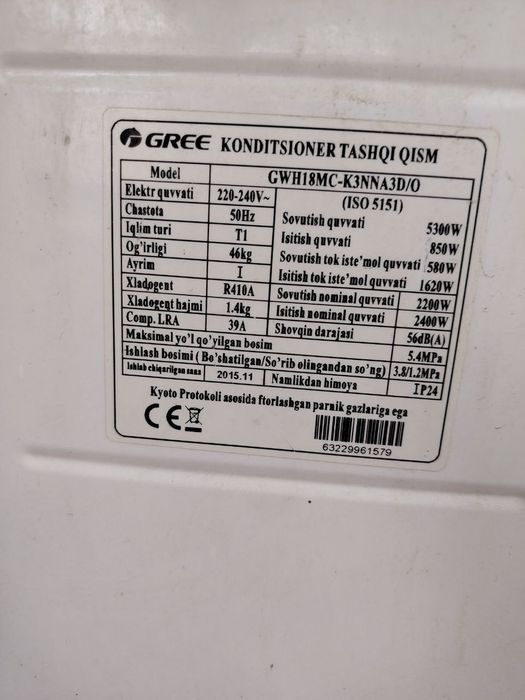 GREE KONDITSIONER TASHQI QISM
Model GWH18MC-K3NNA3D/O
Elektr quvvati 220-240V~ (ISO 5151)
Chastota 50Hz Sovutish quvvati 5300W
Iqlim turi T1 Isitish quvvati 850W
Og'irligi 46kg Sovutish tok iste'mol quvvati 580W
Ayrim I Isitish tok iste'mol quvvati 1620W
Xladogent R410A Sovutish nominal quvvati 2200W
Xladogent hajmi 1.4kg Isitish nominal quvvati 2400W
Comp. LRA 39A Shovqin darajasi 56dB(A)
Maksimal yo'l qo'yilgan bosim 5.4MPa
Ishlash bosimi (Bo'shatilgan/So'rib olingandan so'ng) 3.8/1.2MPa
Ishlab chiqarilgan sana 2015.11 Namlikdan himoya IP24
Kyoto Protokoli asosida ftorlashgan parnik gazlariga ega
CE
63229961579